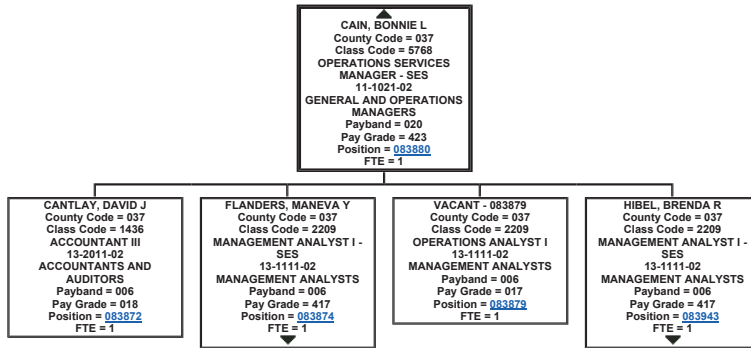 CAIN, BONNIE L
County Code = 037
Class Code = 5768
OPERATIONS SERVICES
MANAGER - SES
11-1021-02
GENERAL AND OPERATIONS
MANAGERS
Payband = 020
Pay Grade = 423
Position = 083880
FTE = 1
CANTLAY, DAVID J
County Code = 037
Class Code = 1436
ACCOUNTANT III
13-2011-02
ACCOUNTANTS AND
AUDITORS
Payband = 006
Pay Grade = 018
Position = 083872
FTE = 1
FLANDERS, MANEVA Y
County Code = 037
Class Code = 2209
MANAGEMENT ANALYST I -
SES
13-1111-02
MANAGEMENT ANALYSTS
Payband = 006
Pay Grade = 417
Position = 083874
FTE = 1
VACANT - 083879
County Code = 037
Class Code = 2209
OPERATIONS ANALYST I
13-1111-02
MANAGEMENT ANALYSTS
Payband = 006
Pay Grade = 017
Position = 083879
FTE = 1
HIBEL, BRENDA R
County Code = 037
Class Code = 2209
MANAGEMENT ANALYST I -
SES
13-1111-02
MANAGEMENT ANALYSTS
Payband = 006
Pay Grade = 417
Position = 083943
FTE = 1